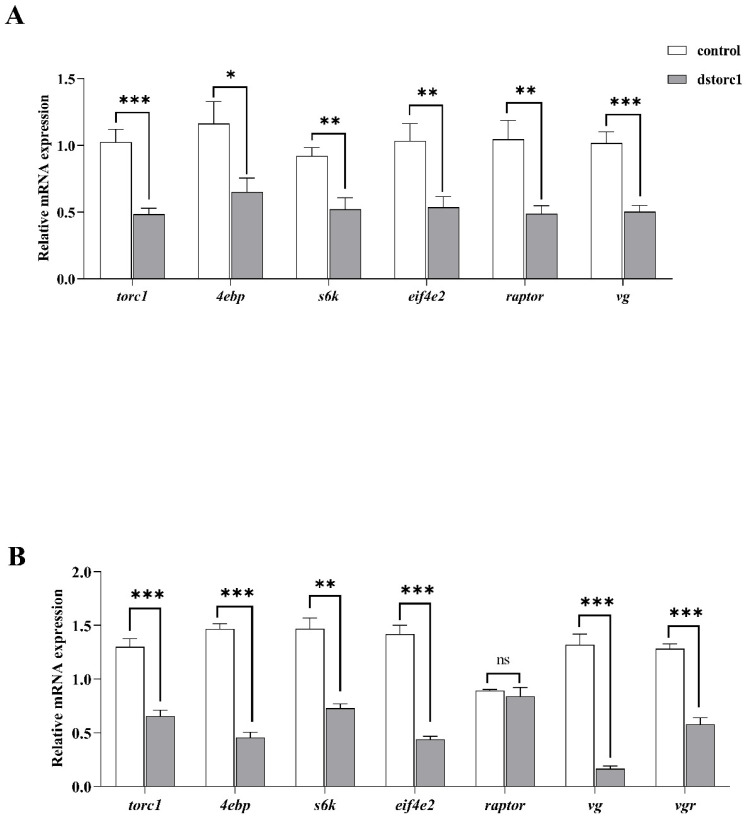 A
control
dstorc1
Relative mRNA expression
1.5
1.0
0.5
0.0
*** * ** ** ** ***
torc1 4ebp s6k eif4e2 raptor vg
B
Relative mRNA expression
2.0
1.5
1.0
0.5
0.0
*** *** ** *** ns *** ***
torc1 4ebp s6k eif4e2 raptor vg vgr